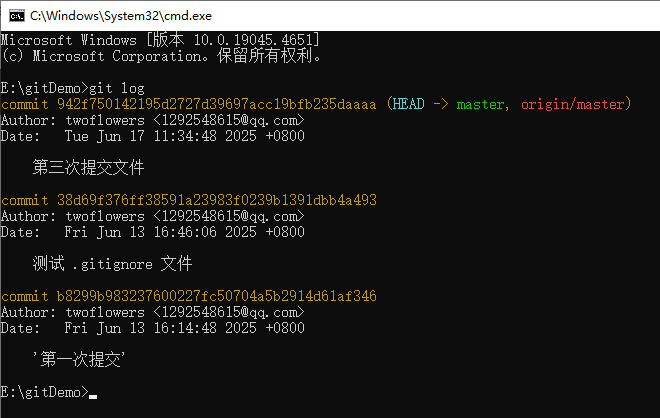 C:\Windows\System32\cmd.exe
Microsoft Windows [版本 10.0.19045.4651]
(c) Microsoft Corporation。保留所有权利。
E:\gitDemo>git log
commit 942f750142195d2727d39697acc19bfb235daaaa (HEAD -> master, origin/master)
Author: twoflowers <1292548615@qq.com>
Date:   Tue Jun 17 11:34:48 2025 +0800
第三次提交文件
commit 38d69f376ff38591a23983f0239b1391dbb4a493
Author: twoflowers <1292548615@qq.com>
Date:   Fri Jun 13 16:46:06 2025 +0800
测试 .gitignore 文件
commit b8299b983237600227fc50704a5b2914d61af346
Author: twoflowers <1292548615@qq.com>
Date:   Fri Jun 13 16:14:48 2025 +0800
'第一次提交'
E:\gitDemo>